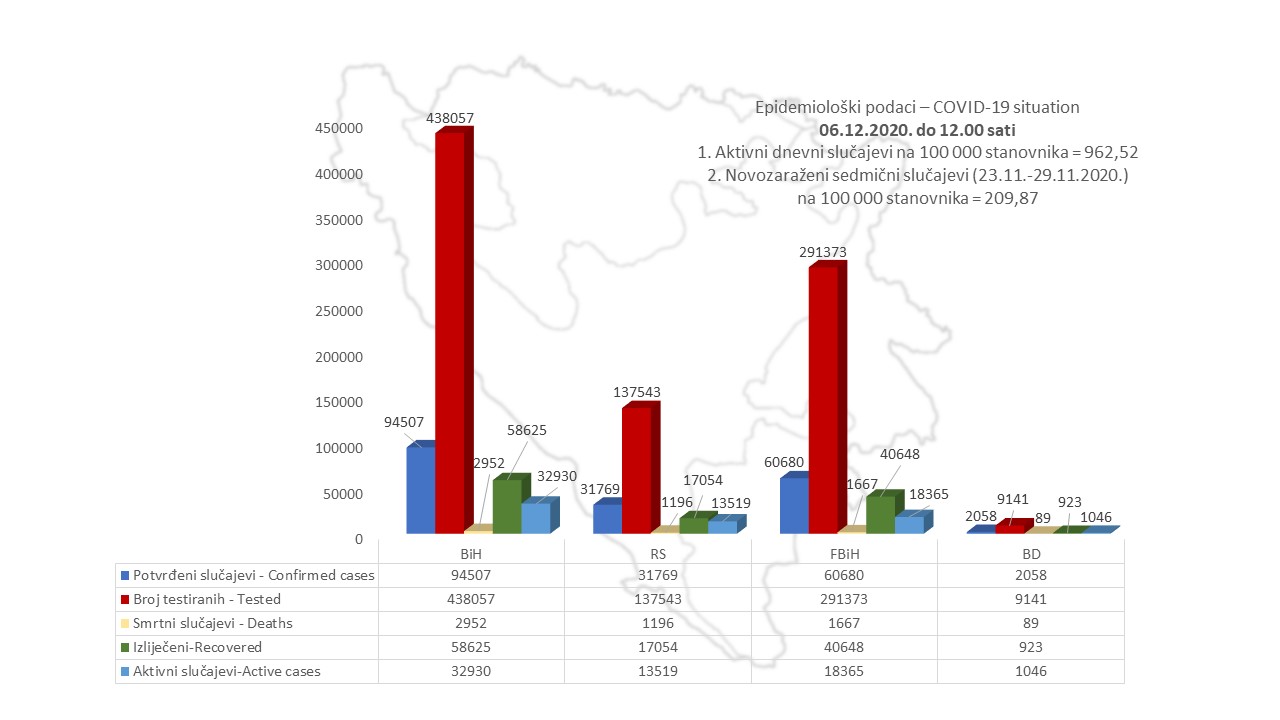 Epidemiološki podaci – COVID-19 situation
06.12.2020. do 12.00 sati
1. Aktivni dnevni slučajevi na 100 000 stanovnika = 962,52
2. Novozaraženi sedmični slučajevi (23.11.-29.11.2020.)
na 100 000 stanovnika = 209,87
450000
400000
350000
300000
250000
200000
150000
100000
50000
0
94507
438057
2952
58625
32930
31769
137543
1196
17054
13519
60680
291373
1667
40648
18365
2058
9141
89
923
1046
BiH RS FBiH BD
Potvrđeni slučajevi - Confirmed cases 94507 31769 60680 2058
Broj testiranih - Tested 438057 137543 291373 9141
Smrtni slučajevi - Deaths 2952 1196 1667 89
Izliječeni-Recovered 58625 17054 40648 923
Aktivni slučajevi-Active cases 32930 13519 18365 1046